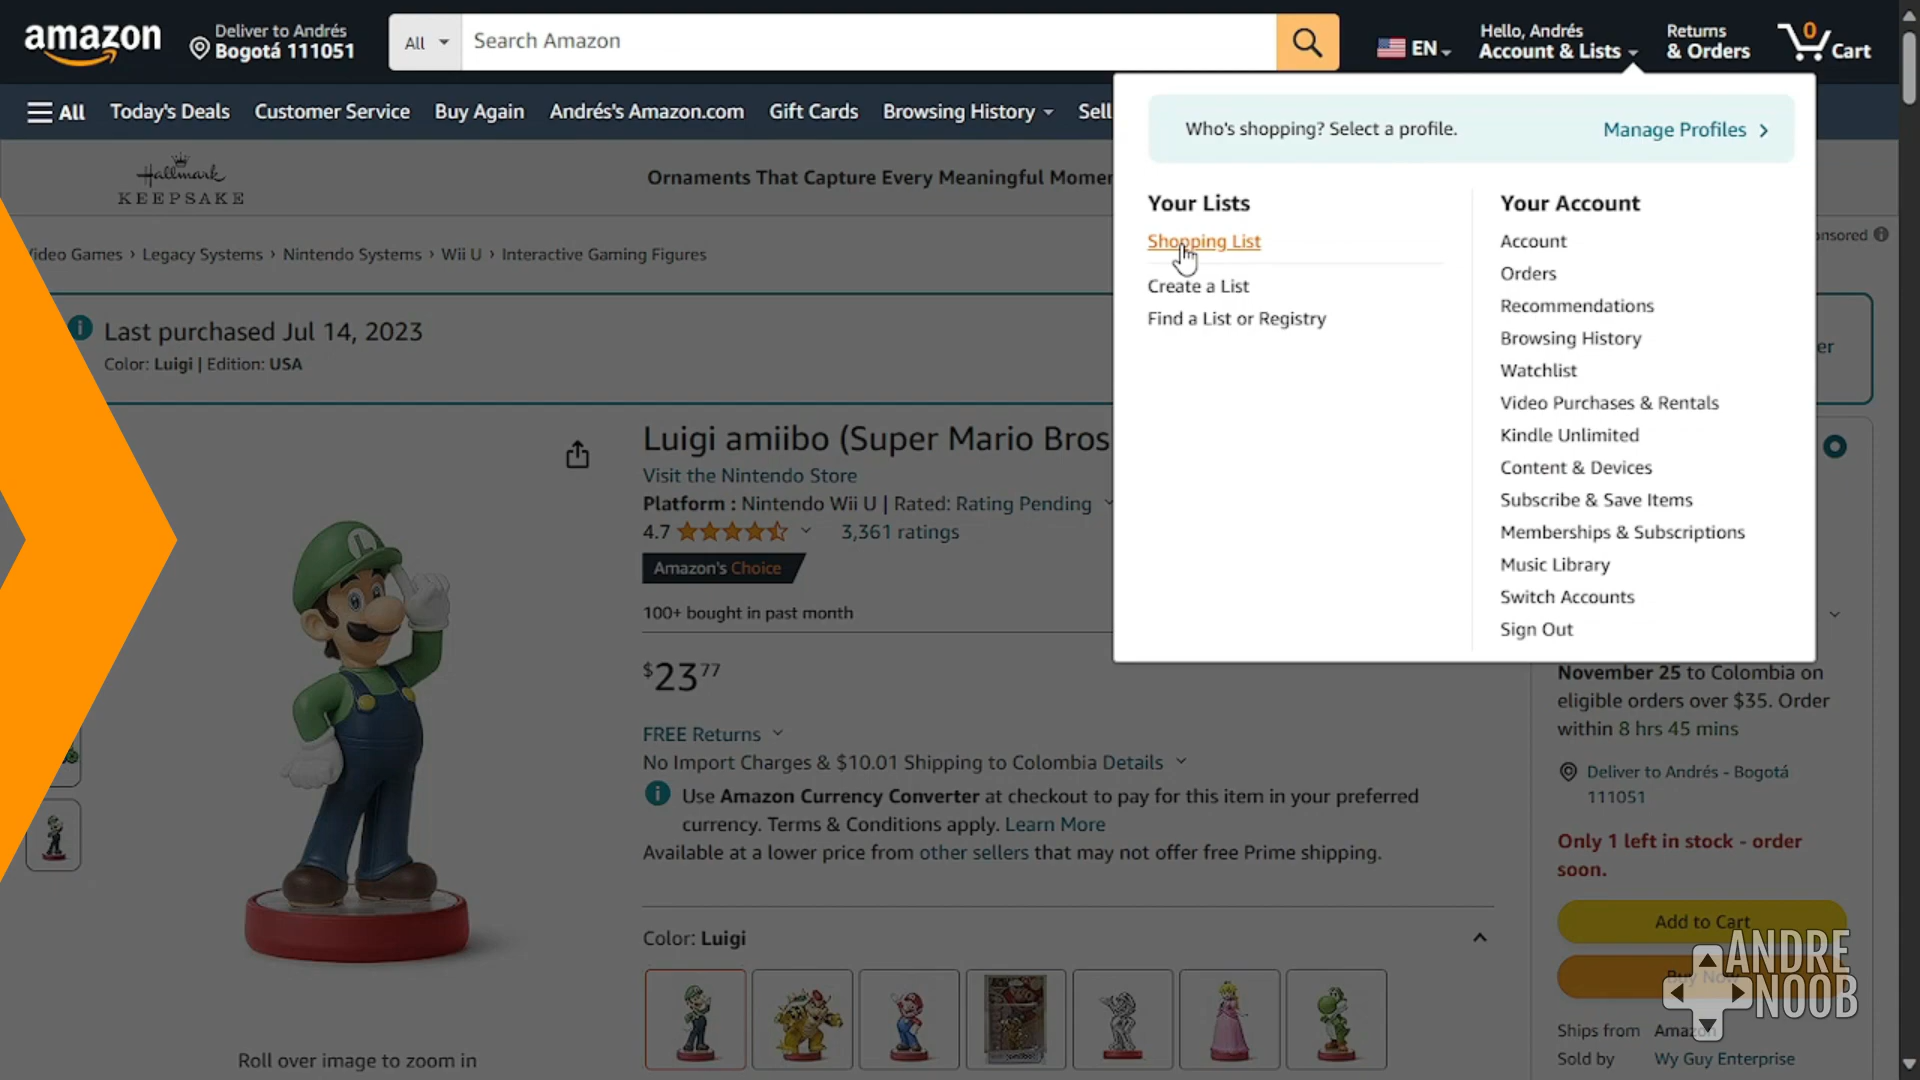 amazon
Deliver to Andrés
Bogotá 111051
All
Search Amazon
EN
Hello, Andrés
Account & Lists
Returns
& Orders
0
Cart
All
Today's Deals
Customer Service
Buy Again
Andrés's Amazon.com
Gift Cards
Browsing History
Sell
Who's shopping? Select a profile.
Manage Profiles
Your Lists
Shopping List
Create a List
Find a List or Registry
Your Account
Account
Orders
Recommendations
Browsing History
Watchlist
Video Purchases & Rentals
Kindle Unlimited
Content & Devices
Subscribe & Save Items
Memberships & Subscriptions
Music Library
Switch Accounts
Sign Out
Hallmark
KEEPSAKE
Ornaments That Capture Every Meaningful Momen
onsored
ideo Games › Legacy Systems › Nintendo Systems › Wii U › Interactive Gaming Figures
Last purchased Jul 14, 2023
Color: Luigi | Edition: USA
er
Luigi amiibo (Super Mario Bros
Visit the Nintendo Store
Platform : Nintendo Wii U | Rated: Rating Pending
4.7
3,361 ratings
Amazon's Choice
100+ bought in past month
$23.77
FREE Returns
No Import Charges & $10.01 Shipping to Colombia Details
Use Amazon Currency Converter at checkout to pay for this item in your preferred
currency. Terms & Conditions apply. Learn More
Available at a lower price from other sellers that may not offer free Prime shipping.
Color: Luigi
Roll over image to zoom in
November 25 to Colombia on
eligible orders over $35. Order
within 8 hrs 45 mins
Deliver to Andrés - Bogotá
111051
Only 1 left in stock - order
soon.
Add to Cart
Buy Now
Ships from Amazon
Sold by Wy Guy Enterprise
ANDRE
NOOB